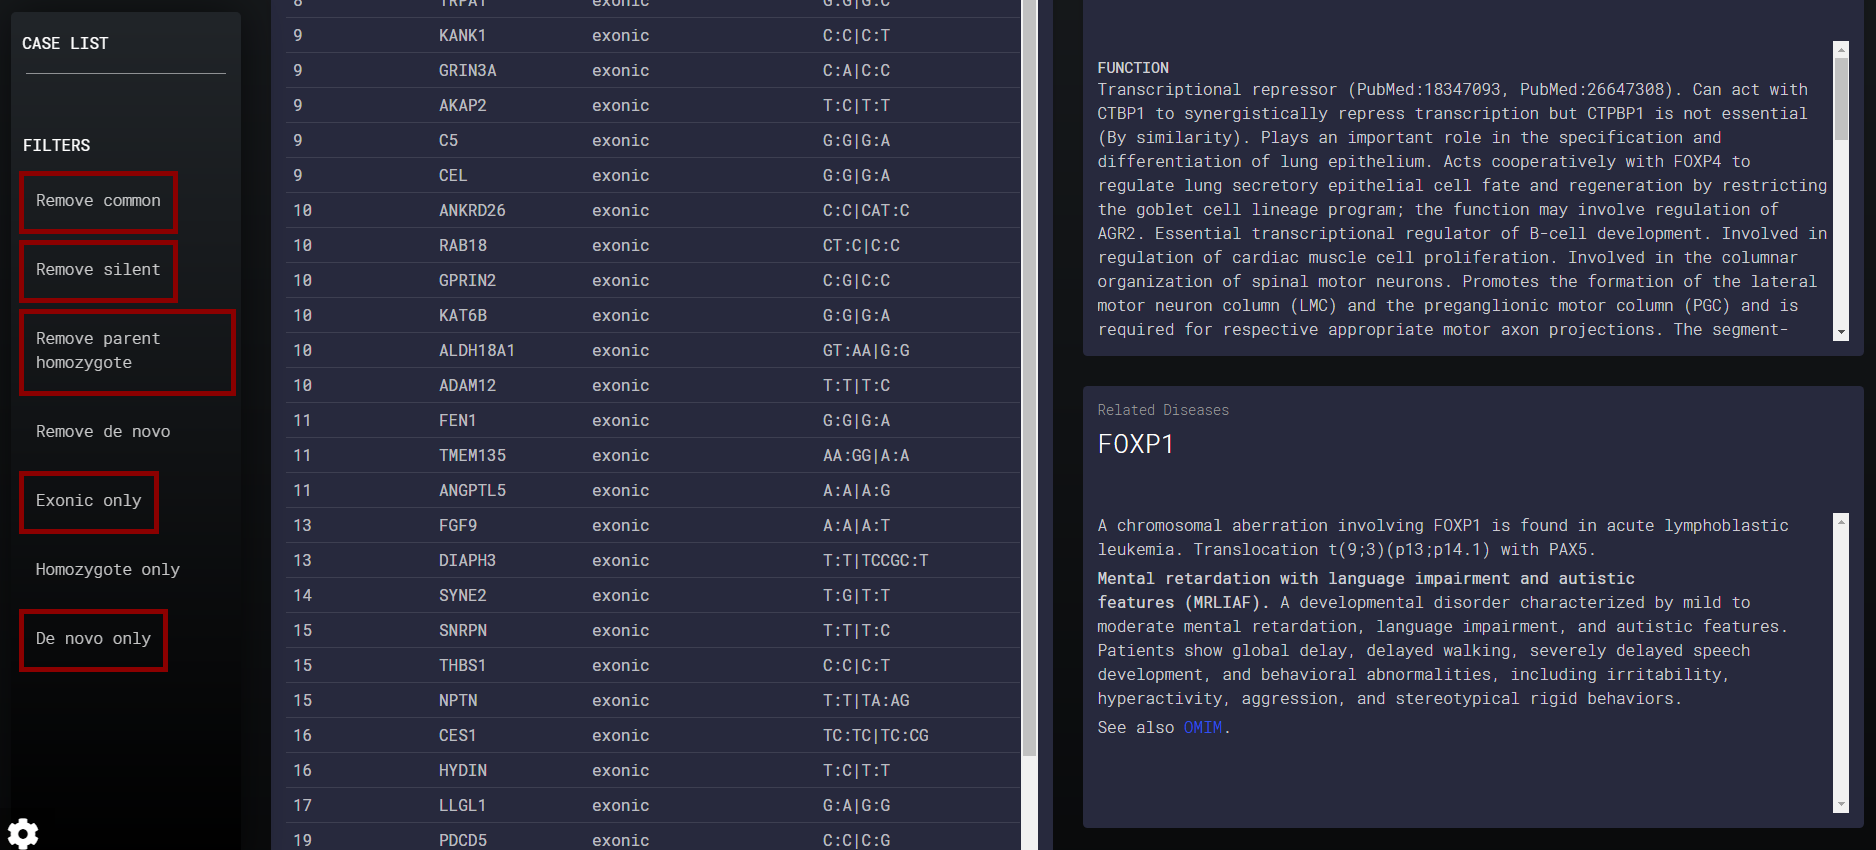 CASE LIST
FILTERS
Remove common
Remove silent
Remove parent
homozygote
Remove de novo
Exonic only
Homozygote only
De novo only
8 TRPA1 exonic G:G|G:C
9 KANK1 exonic C:C|C:T
9 GRIN3A exonic C:A|C:C
9 AKAP2 exonic T:C|T:T
9 C5 exonic G:G|G:A
9 CEL exonic G:G|G:A
10 ANKRD26 exonic C:C|CAT:C
10 RAB18 exonic CT:C|C:C
10 GPRIN2 exonic C:G|C:C
10 KAT6B exonic G:G|G:A
10 ALDH18A1 exonic GT:AA|G:G
10 ADAM12 exonic T:T|T:C
11 FEN1 exonic G:G|G:A
11 TMEM135 exonic AA:GG|A:A
11 ANGPTL5 exonic A:A|A:G
13 FGF9 exonic A:A|A:T
13 DIAPH3 exonic T:T|TCCGC:T
14 SYNE2 exonic T:G|T:T
15 SNRPN exonic T:T|T:C
15 THBS1 exonic C:C|C:T
15 NPTN exonic T:T|TA:AG
16 CES1 exonic TC:TC|TC:CG
16 HYDIN exonic T:C|T:T
17 LLGL1 exonic G:A|G:G
19 PDCD5 exonic C:C|C:G
FUNCTION
Transcriptional repressor (PubMed:18347093, PubMed:26647308). Can act with
CTBP1 to synergistically repress transcription but CTPBP1 is not essential
(By similarity). Plays an important role in the specification and
differentiation of lung epithelium. Acts cooperatively with FOXP4 to
regulate lung secretory epithelial cell fate and regeneration by restricting
the goblet cell lineage program; the function may involve regulation of
AGR2. Essential transcriptional regulator of B-cell development. Involved in
regulation of cardiac muscle cell proliferation. Involved in the columnar
organization of spinal motor neurons. Promotes the formation of the lateral
motor neuron column (LMC) and the preganglionic motor column (PGC) and is
required for respective appropriate motor axon projections. The segment-
Related Diseases
FOXP1
A chromosomal aberration involving FOXP1 is found in acute lymphoblastic
leukemia. Translocation t(9;3)(p13;p14.1) with PAX5.
Mental retardation with language impairment and autistic
features (MRLIAF). A developmental disorder characterized by mild to
moderate mental retardation, language impairment, and autistic features.
Patients show global delay, delayed walking, severely delayed speech
development, and behavioral abnormalities, including irritability,
hyperactivity, aggression, and stereotypical rigid behaviors.
See also OMIM.